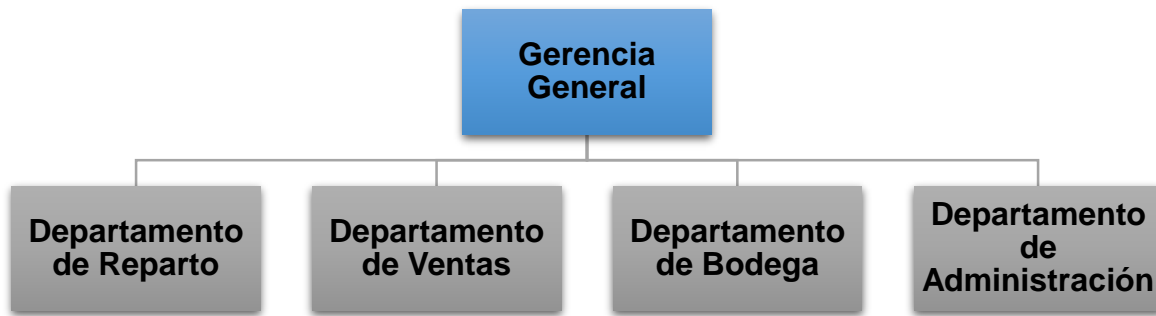 Gerencia
General
Departamento
de Reparto
Departamento
de Ventas
Departamento
de Bodega
Departamento
de
Administración